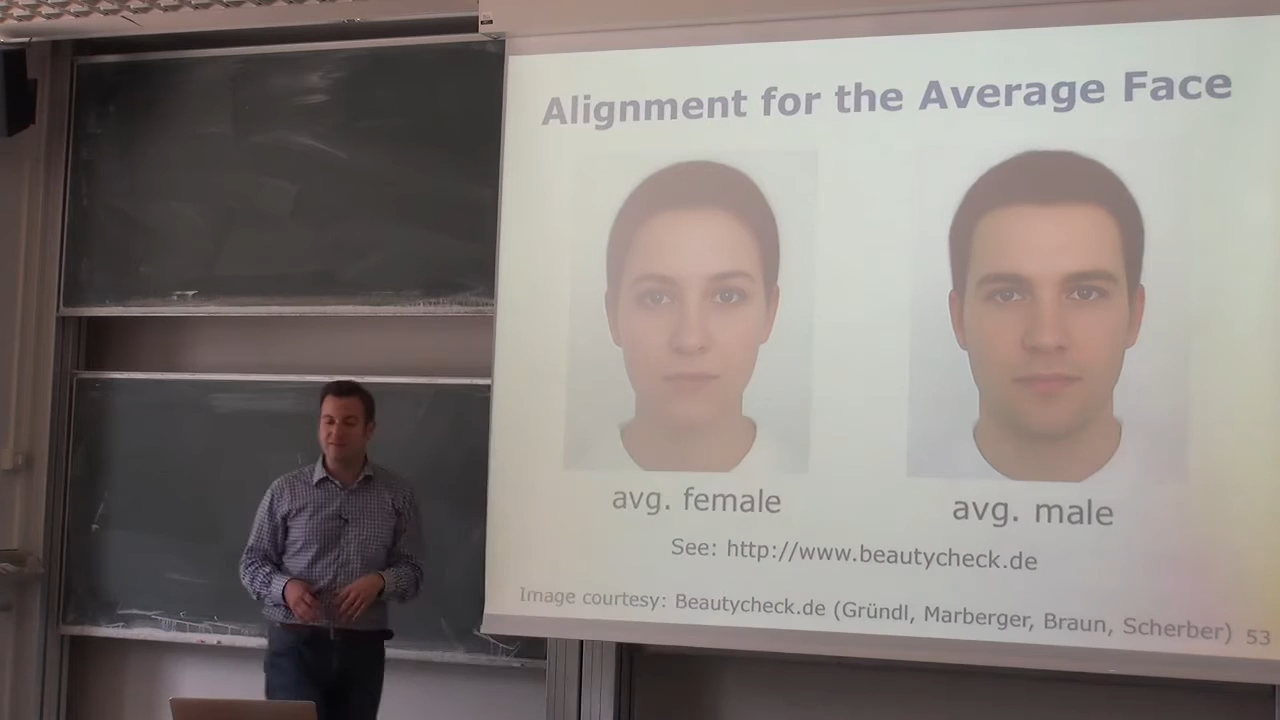 Alignment for the Average Face
avg. female
avg. male
See: http://www.beautycheck.de
Image courtesy: Beautycheck.de (Gründl, Marberger, Braun, Scherber)
53